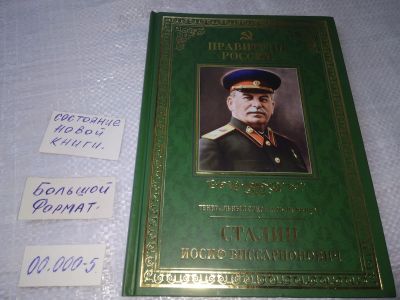 состояние
новой
книги.
Большой
Формат.
00.000-5
ПРАВИТЕЛИ
РОССИИ
СТАЛИН
ИОСИФ ВИССАРИОНОВИЧ